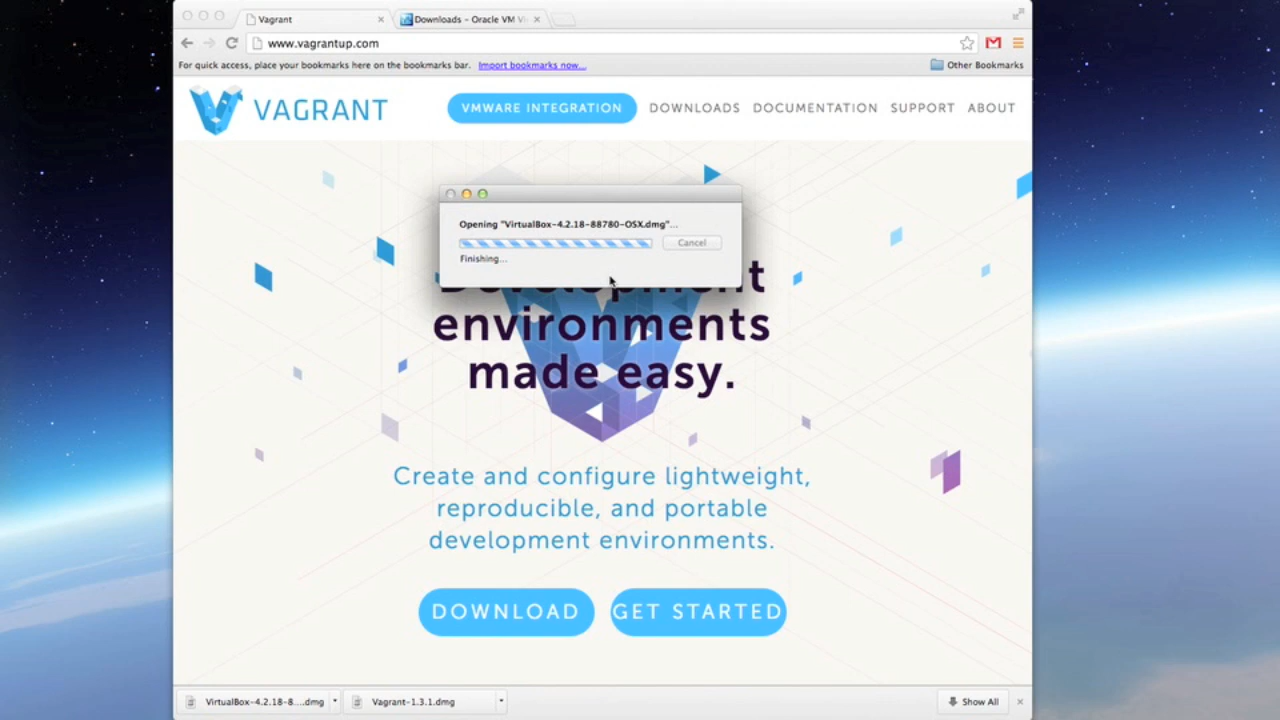 Vagrant
Downloads – Oracle VM Vi
www.vagrantup.com
For quick access, place your bookmarks here on the bookmarks bar. Import bookmarks now...
Other Bookmarks
VAGRANT
VMWARE INTEGRATION
DOWNLOADS
DOCUMENTATION
SUPPORT
ABOUT
Opening "VirtualBox-4.2.18-88780-OSX.dmg"...
Cancel
Finishing...
Development
environments
made easy.
Create and configure lightweight,
reproducible, and portable
development environments.
DOWNLOAD
GET STARTED
VirtualBox-4.2.18-8....dmg
Vagrant-1.3.1.dmg
Show All